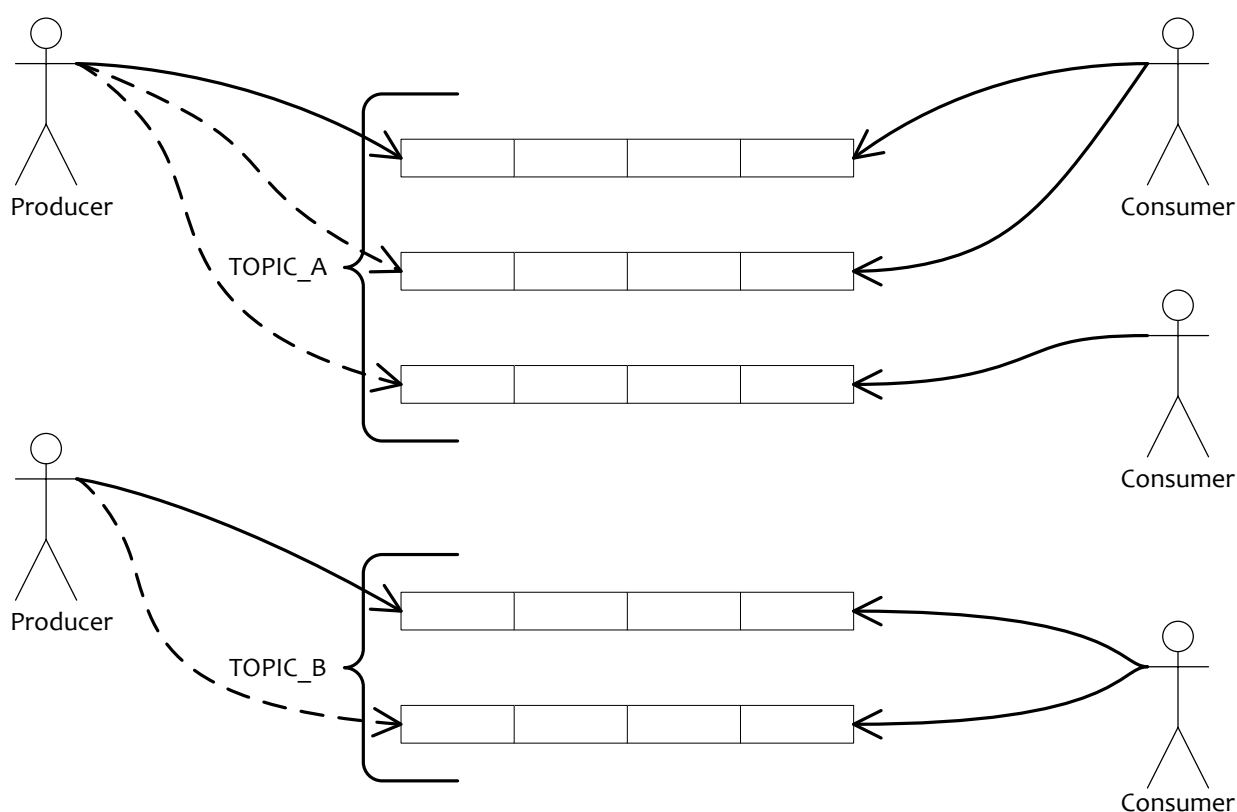 Producer
Consumer
TOPIC_A
Consumer
Producer
TOPIC_B
Consumer